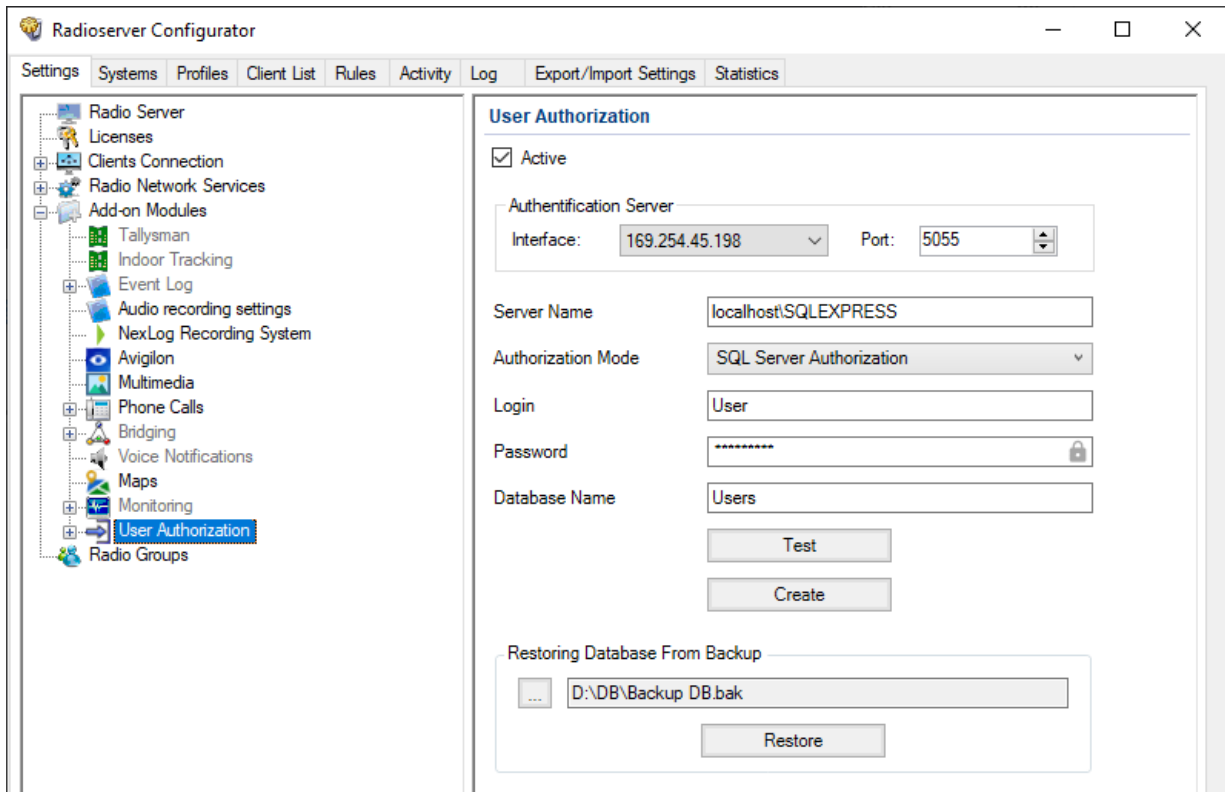 Radioserver Configurator
Settings Systems Profiles Client List Rules Activity Log Export/Import Settings Statistics
Radio Server
Licenses
Clients Connection
Radio Network Services
Add-on Modules
Tallysman
Indoor Tracking
Event Log
Audio recording settings
NexLog Recording System
Avigilon
Multimedia
Phone Calls
Bridging
Voice Notifications
Maps
Monitoring
User Authorization
Radio Groups
User Authorization
Active
Authentification Server
Interface: 169.254.45.198 Port: 5055
Server Name localhost\SQLEXPRESS
Authorization Mode SQL Server Authorization
Login User
Password *********
Database Name Users
Test
Create
Restoring Database From Backup
... D:\DB\Backup DB.bak
Restore